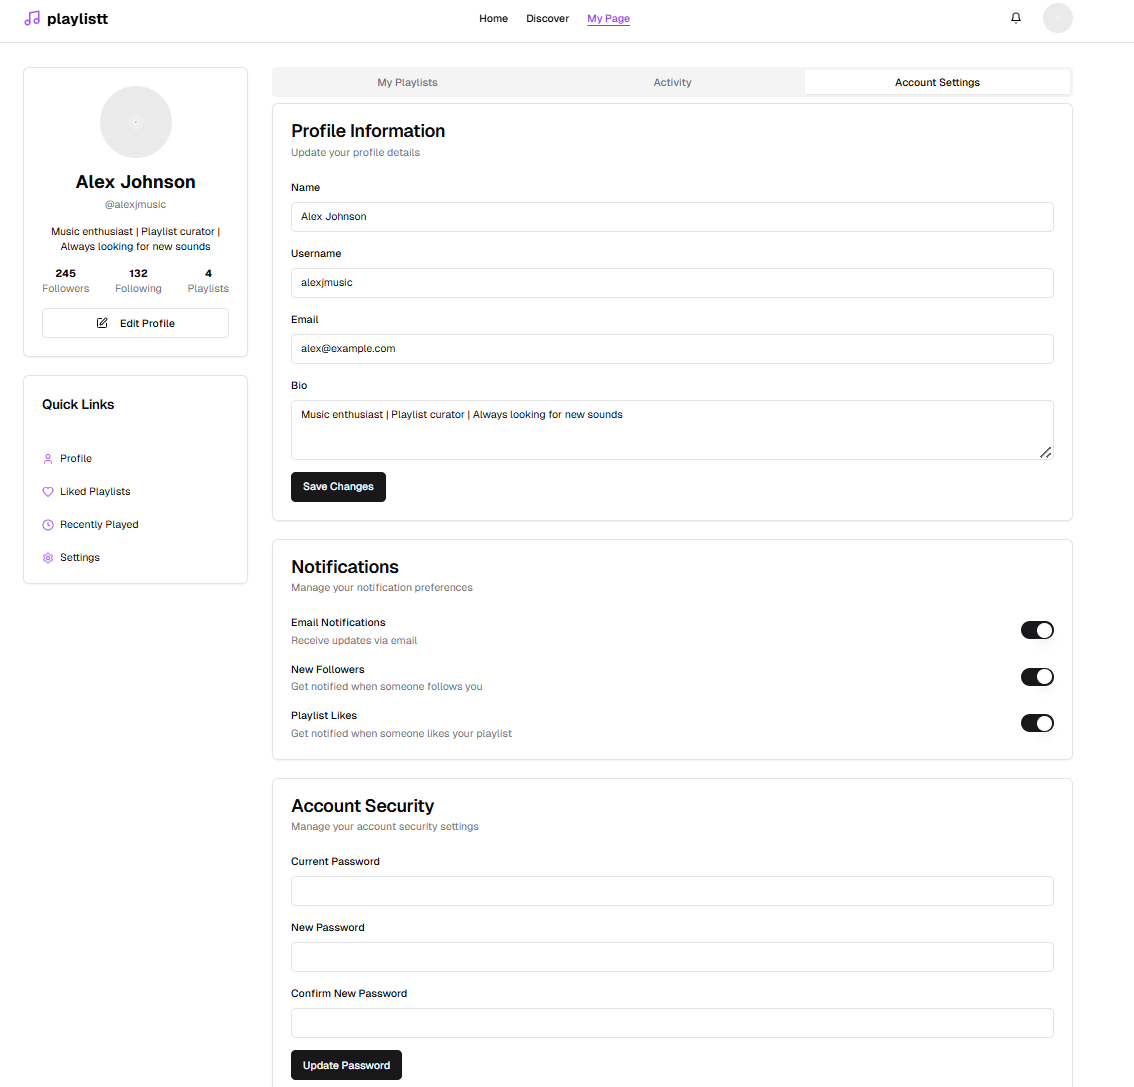 playlistt
Home Discover My Page
Alex Johnson
@alexjmusic
Music enthusiast | Playlist curator |
Always looking for new sounds
245 132 4
Followers Following Playlists
Edit Profile
Quick Links
Profile
Liked Playlists
Recently Played
Settings
My Playlists Activity Account Settings
Profile Information
Update your profile details
Name
Alex Johnson
Username
alexjmusic
Email
alex@example.com
Bio
Music enthusiast | Playlist curator | Always looking for new sounds
Save Changes
Notifications
Manage your notification preferences
Email Notifications
Receive updates via email
New Followers
Get notified when someone follows you
Playlist Likes
Get notified when someone likes your playlist
Account Security
Manage your account security settings
Current Password
New Password
Confirm New Password
Update Password